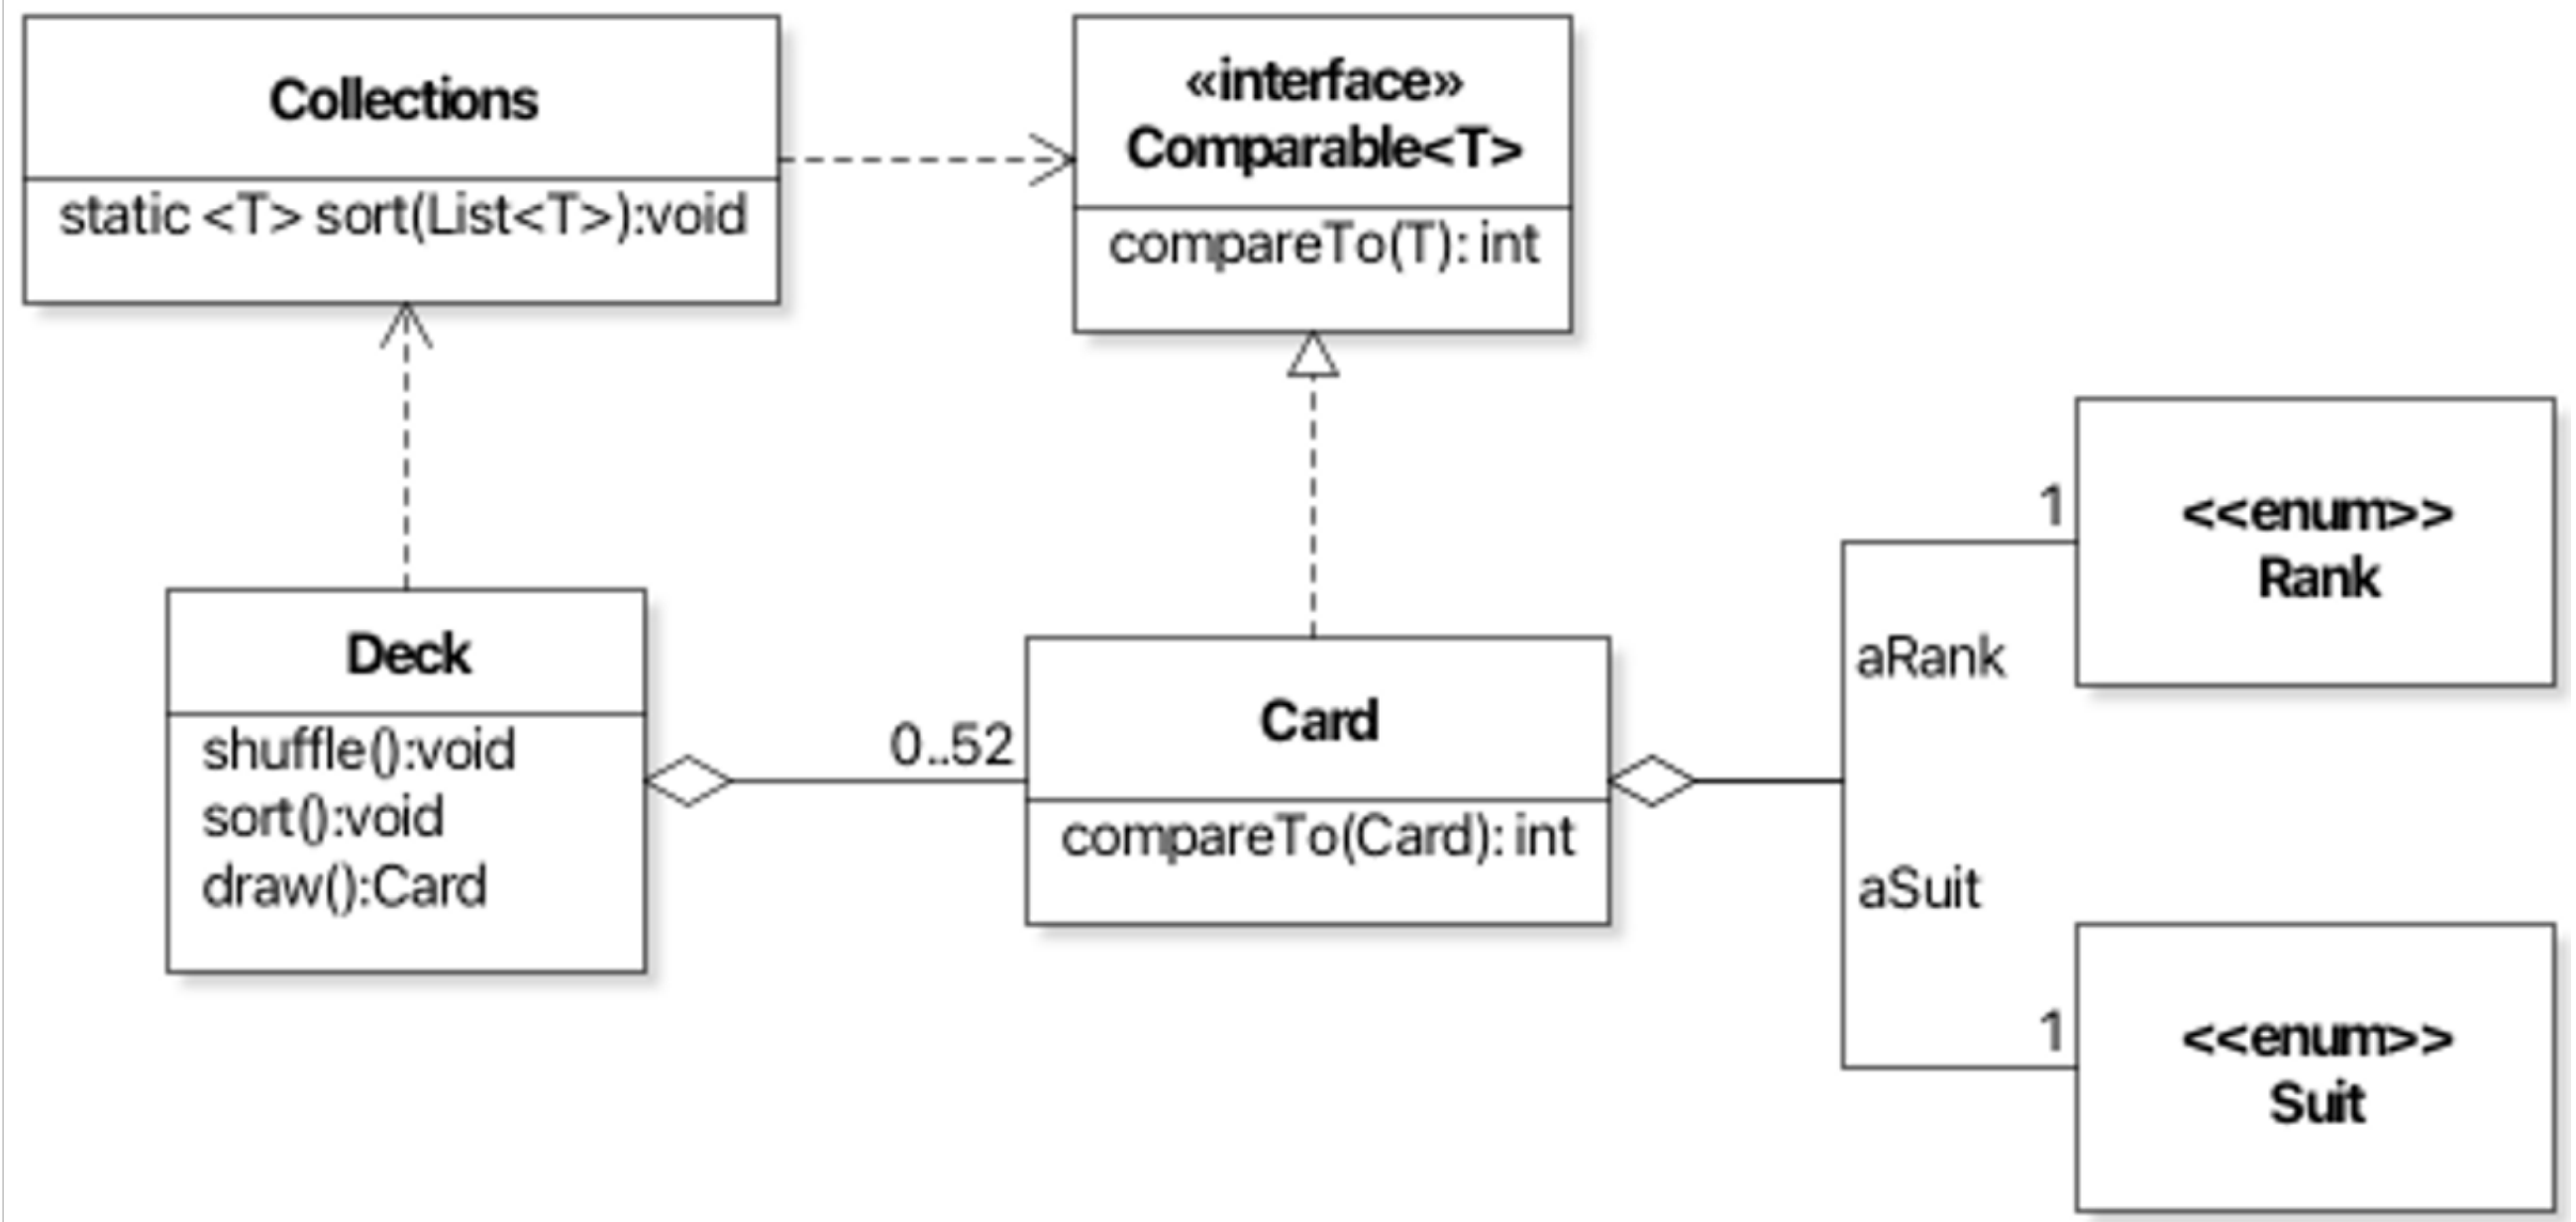 Collections
static <T> sort(List<T>):void
«interface»
Comparable<T>
compareTo(T): int
Deck
shuffle():void
sort():void
draw():Card
0..52
Card
compareTo(Card): int
aRank
aSuit
1
<<enum>>
Rank
1
<<enum>>
Suit